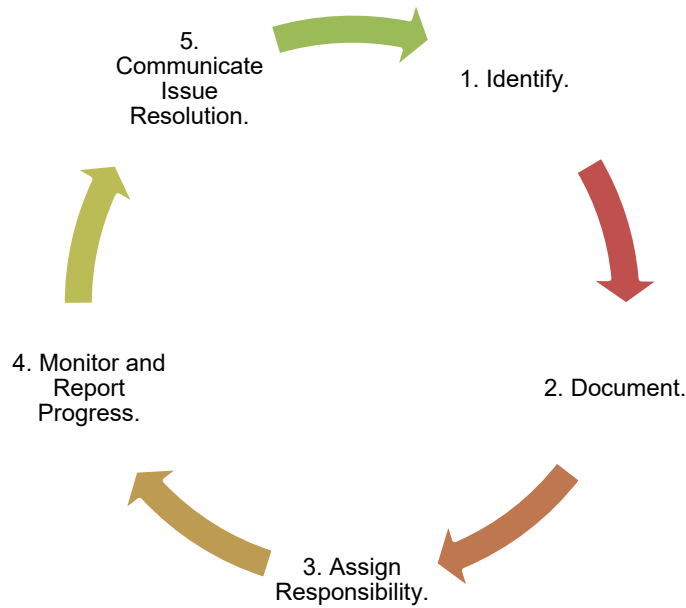 1. Identify.
2. Document.
3. Assign
Responsibility.
4. Monitor and
Report
Progress.
5.
Communicate
Issue
Resolution.